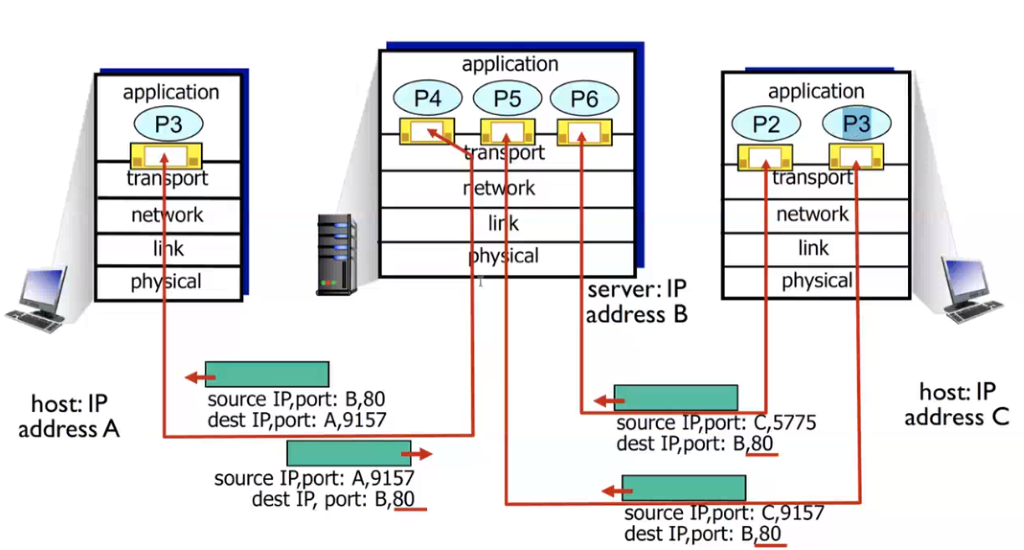 application
P3
transport
network
link
physical
host: IP
address A
application
P4 P5 P6
transport
network
link
physical
server: IP
address B
application
P2 P3
transport
network
link
physical
host: IP
address C
source IP,port: B,80
dest IP,port: A,9157
source IP,port: A,9157
dest IP, port: B,80
source IP,port: C,5775
dest IP,port: B,80
source IP,port: C,9157
dest IP,port: B,80